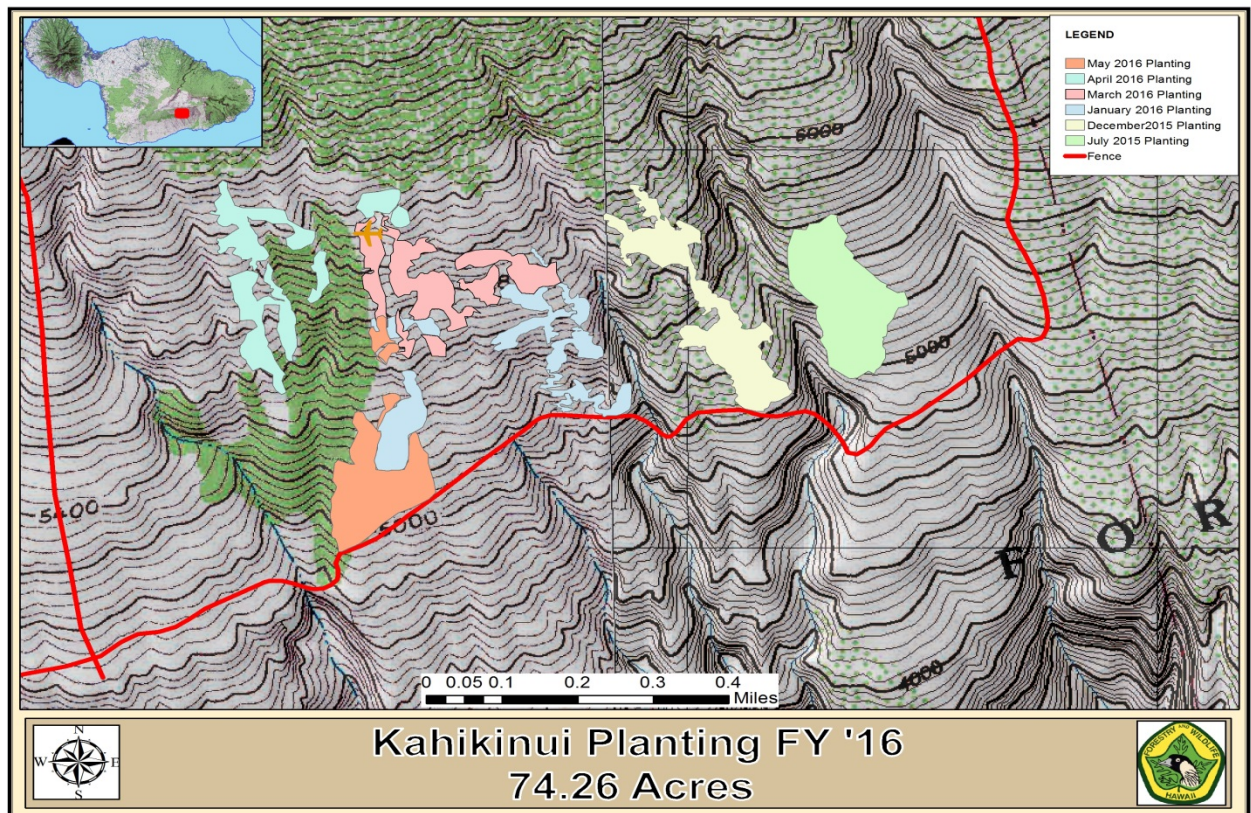 LEGEND
May 2016 Planting
April 2016 Planting
March 2016 Planting
January 2016 Planting
December2015 Planting
July 2015 Planting
Fence
6000
5000
5400
5000
F O R
4000
0 0.05 0.1 0.2 0.3 0.4
Miles
N
W E
S
Kahikinui Planting FY '16
74.26 Acres
FORESTRY AND WILDLIFE
HAWAII